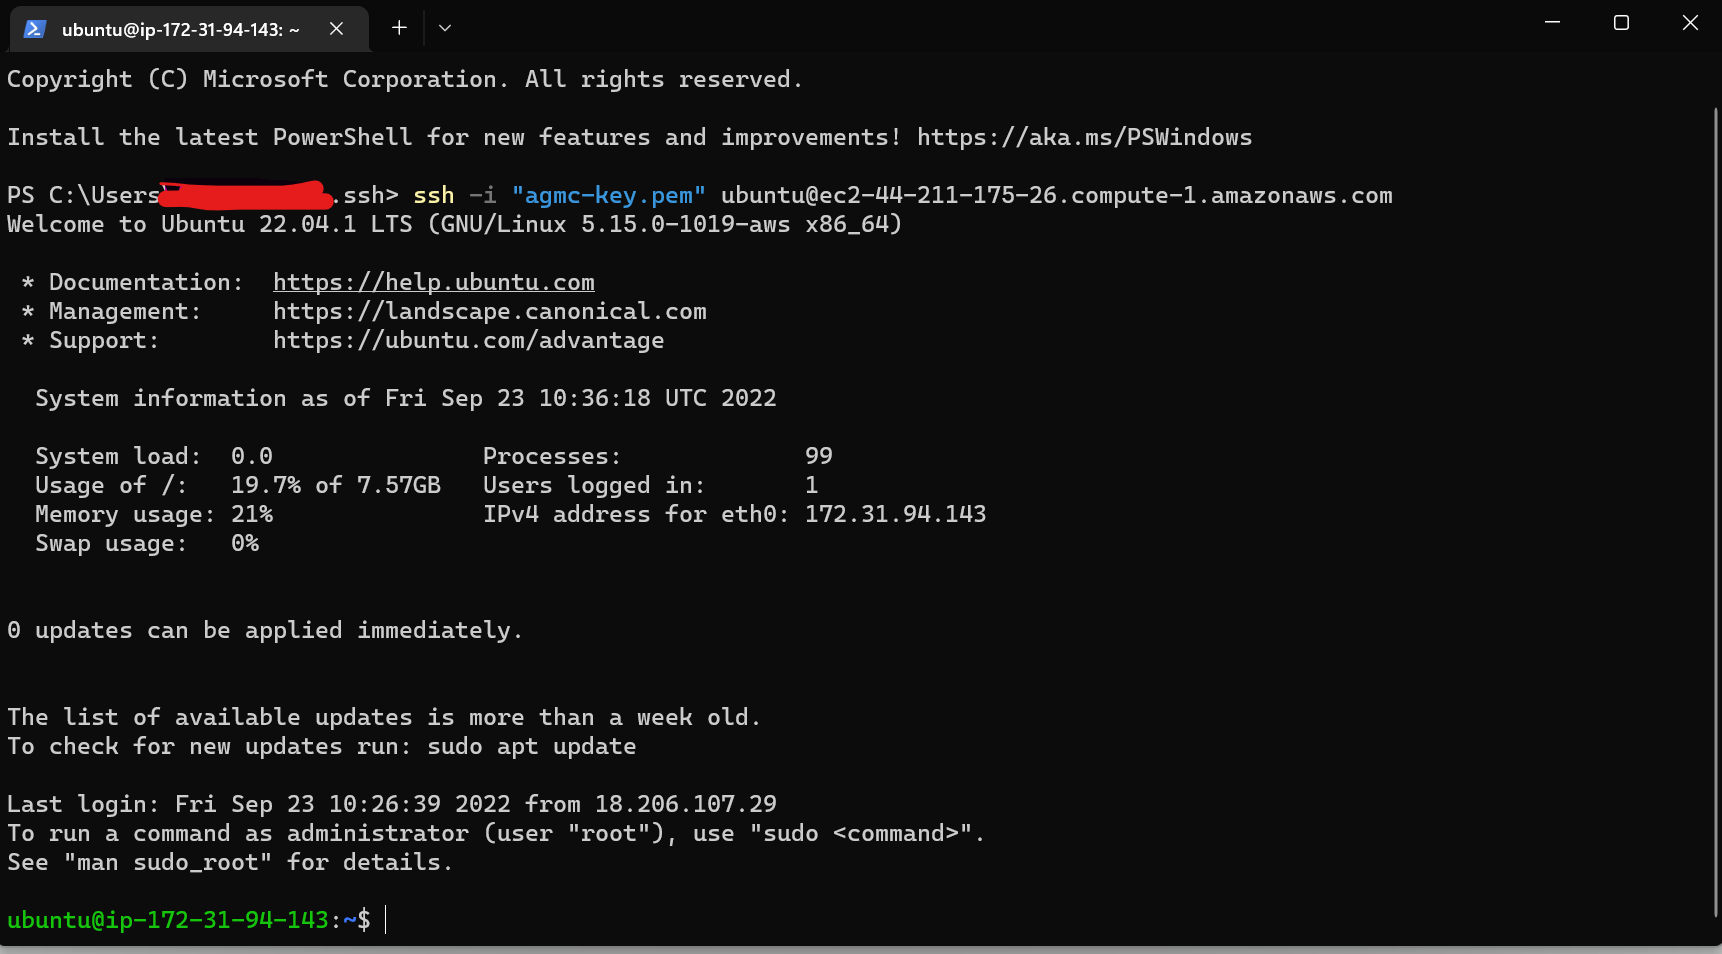 ubuntu@ip-172-31-94-143: ~
Copyright (C) Microsoft Corporation. All rights reserved.
Install the latest PowerShell for new features and improvements! https://aka.ms/PSWindows
PS C:\Users\ .ssh> ssh -i "agmc-key.pem" ubuntu@ec2-44-211-175-26.compute-1.amazonaws.com
Welcome to Ubuntu 22.04.1 LTS (GNU/Linux 5.15.0-1019-aws x86_64)
* Documentation:  https://help.ubuntu.com
* Management:     https://landscape.canonical.com
* Support:        https://ubuntu.com/advantage
System information as of Fri Sep 23 10:36:18 UTC 2022
System load:  0.0               Processes:             99
Usage of /:   19.7% of 7.57GB   Users logged in:       1
Memory usage: 21%               IPv4 address for eth0: 172.31.94.143
Swap usage:   0%
0 updates can be applied immediately.
The list of available updates is more than a week old.
To check for new updates run: sudo apt update
Last login: Fri Sep 23 10:26:39 2022 from 18.206.107.29
To run a command as administrator (user "root"), use "sudo <command>".
See "man sudo_root" for details.
ubuntu@ip-172-31-94-143:~$